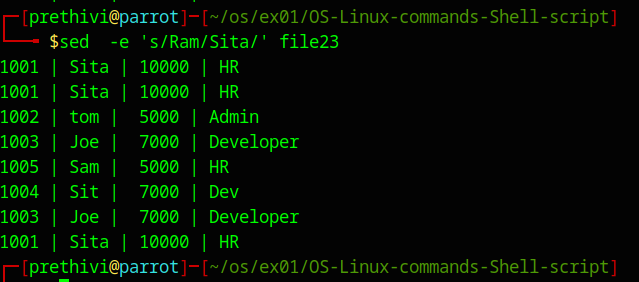 ┌─[prethivi@parrot]─[~/os/ex01/OS-Linux-commands-Shell-script]
└──╼ $sed  -e 's/Ram/Sita/' file23
1001 | Sita | 10000 | HR
1001 | Sita | 10000 | HR
1002 | tom |  5000 | Admin
1003 | Joe |  7000 | Developer
1005 | Sam |  5000 | HR
1004 | Sit |  7000 | Dev
1003 | Joe |  7000 | Developer
1001 | Sita | 10000 | HR
┌─[prethivi@parrot]─[~/os/ex01/OS-Linux-commands-Shell-script]